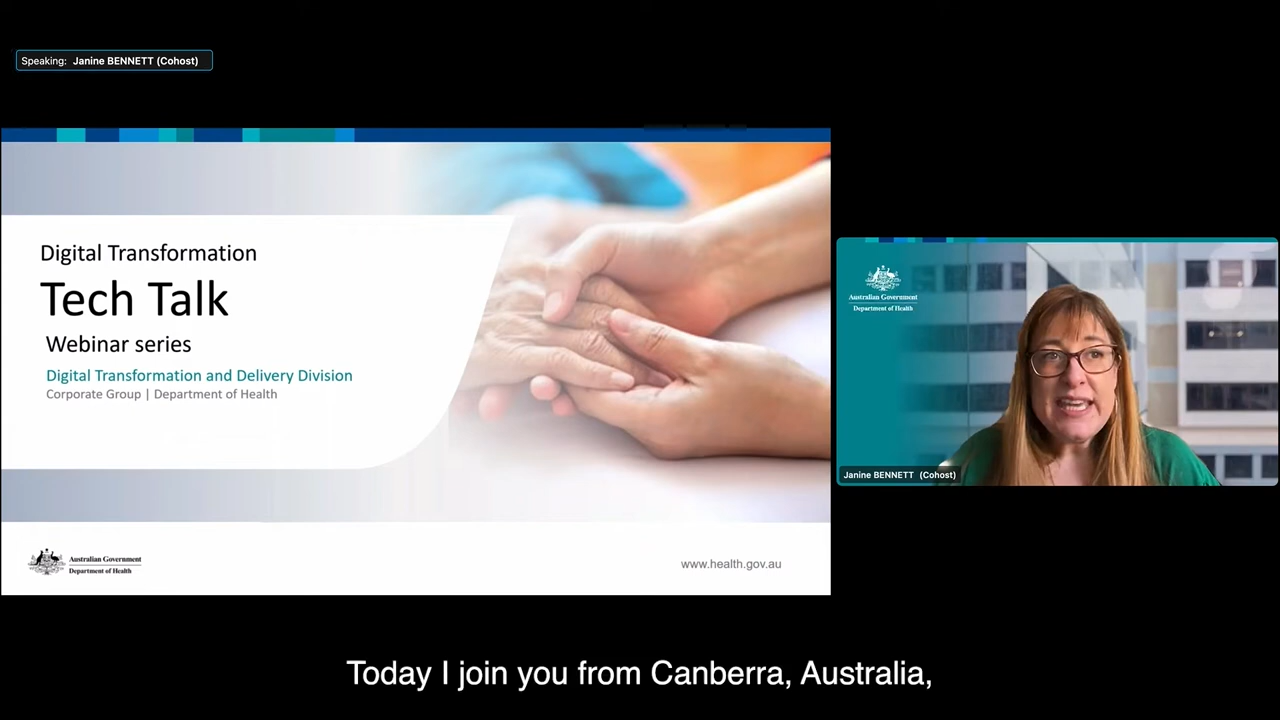 Speaking: Janine BENNETT (Cohost)
Digital Transformation
Tech Talk
Webinar series
Digital Transformation and Delivery Division
Corporate Group | Department of Health
Australian Government
Department of Health
www.health.gov.au
Australian Government
Department of Health
Janine BENNETT (Cohost)
Today I join you from Canberra, Australia,